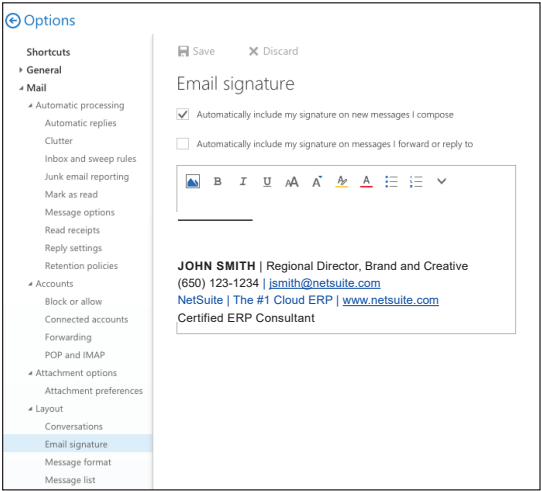 Options
Shortcuts
General
Mail
Automatic processing
Automatic replies
Clutter
Inbox and sweep rules
Junk email reporting
Mark as read
Message options
Read receipts
Reply settings
Retention policies
Accounts
Block or allow
Connected accounts
Forwarding
POP and IMAP
Attachment options
Attachment preferences
Layout
Conversations
Email signature
Message format
Message list
Save Discard
Email signature
Automatically include my signature on new messages I compose
Automatically include my signature on messages I forward or reply to
B I U AA A A A
JOHN SMITH | Regional Director, Brand and Creative
(650) 123-1234 | jsmith@netsuite.com
NetSuite | The #1 Cloud ERP | www.netsuite.com
Certified ERP Consultant